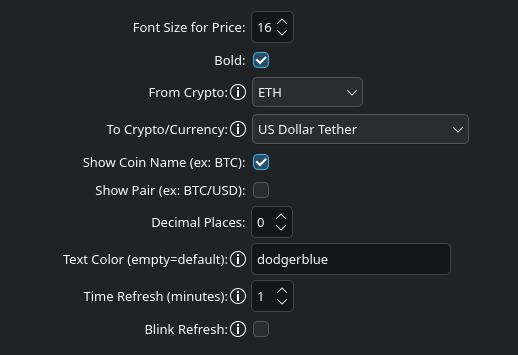 Font Size for Price: 16
Bold:
From Crypto: ETH
To Crypto/Currency: US Dollar Tether
Show Coin Name (ex: BTC):
Show Pair (ex: BTC/USD):
Decimal Places: 0
Text Color (empty=default): dodgerblue
Time Refresh (minutes): 1
Blink Refresh: